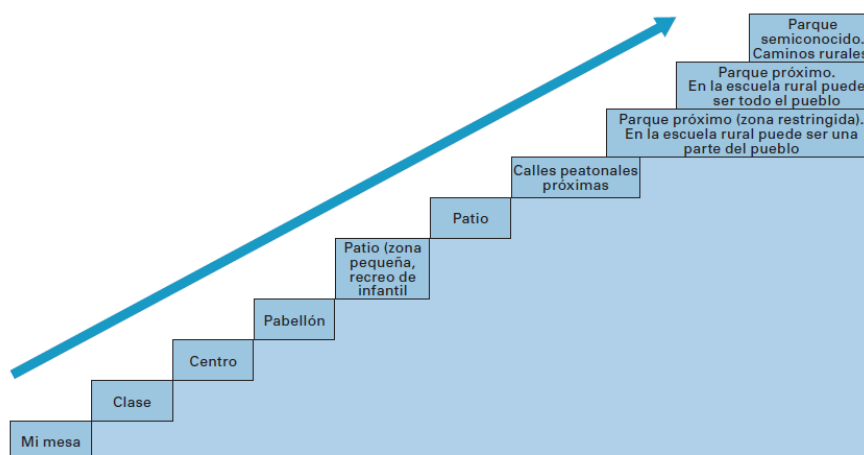 Parque
semiconocido.
Caminos rurales
Parque próximo.
En la escuela rural puede
ser todo el pueblo
Parque próximo (zona restringida).
En la escuela rural puede ser una
parte del pueblo
Calles peatonales
próximas
Patio
Patio (zona
pequeña,
recreo de
infantil
Pabellón
Centro
Clase
Mi mesa